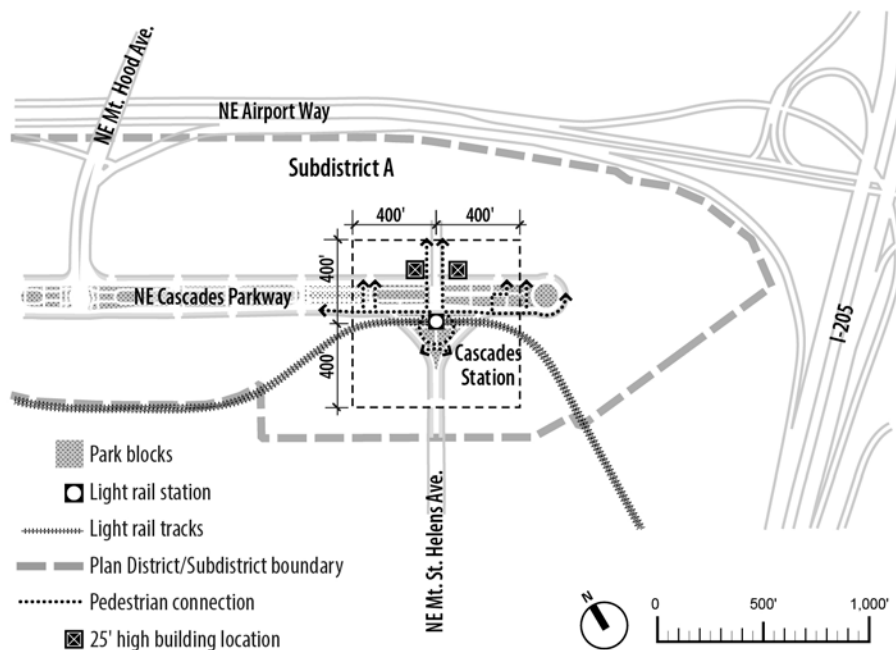 NE Mt. Hood Ave.
NE Airport Way
Subdistrict A
400'
400'
400'
NE Cascades Parkway
400'
Cascades
Station
I-205
NE Mt. St. Helens Ave.
Park blocks
Light rail station
Light rail tracks
Plan District/Subdistrict boundary
Pedestrian connection
25' high building location
N
0 500' 1,000'